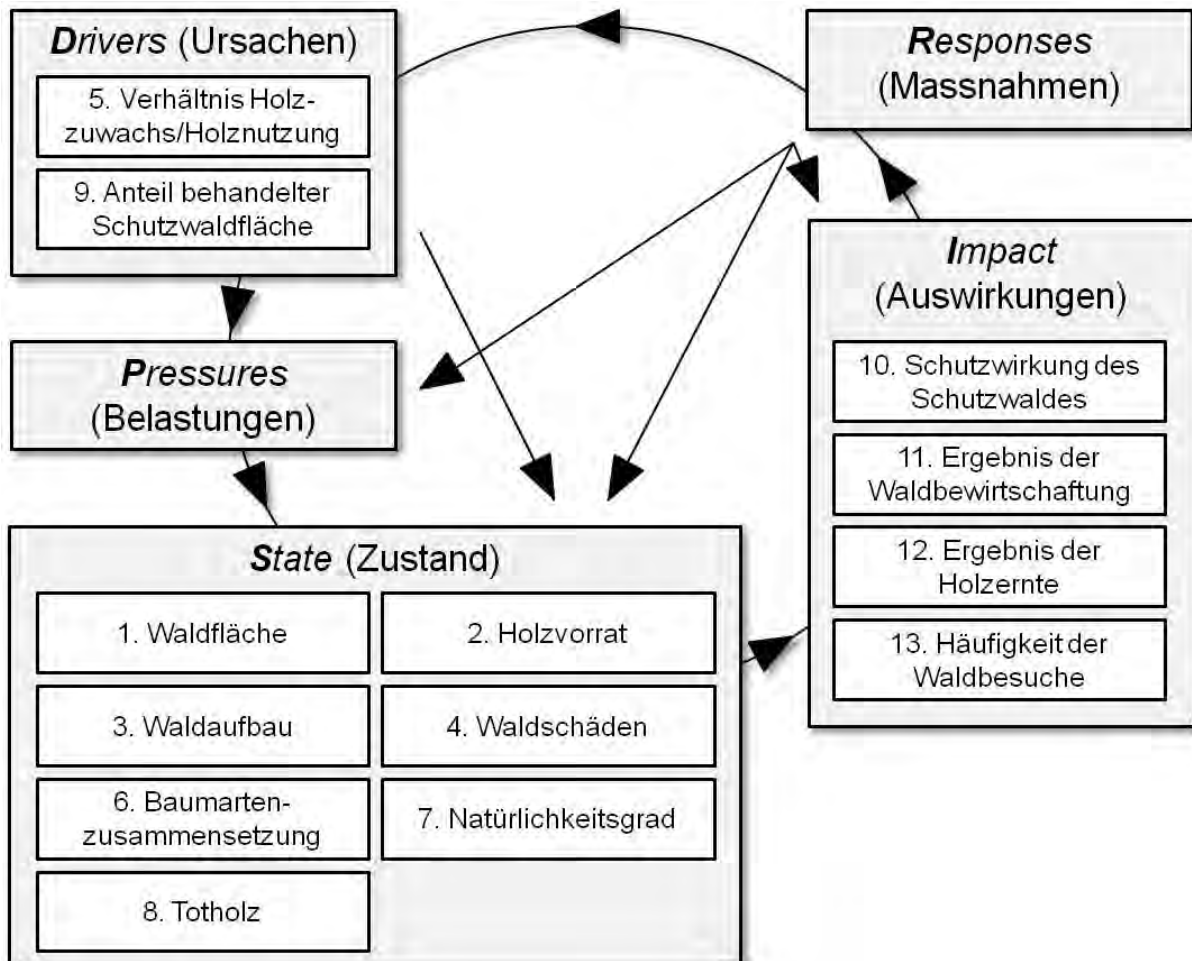 Drivers (Ursachen)
5. Verhältnis Holz-
zuwachs/Holznutzung
9. Anteil behandelter
Schutzwaldfläche
Responses
(Massnahmen)
Pressures
(Belastungen)
Impact
(Auswirkungen)
10. Schutzwirkung des
Schutzwaldes
11. Ergebnis der
Waldbewirtschaftung
12. Ergebnis der
Holzernte
13. Häufigkeit der
Waldbesuche
State (Zustand)
1. Waldfläche
2. Holzvorrat
3. Waldaufbau
4. Waldschäden
6. Baumarten-
zusammensetzung
7. Natürlichkeitsgrad
8. Totholz